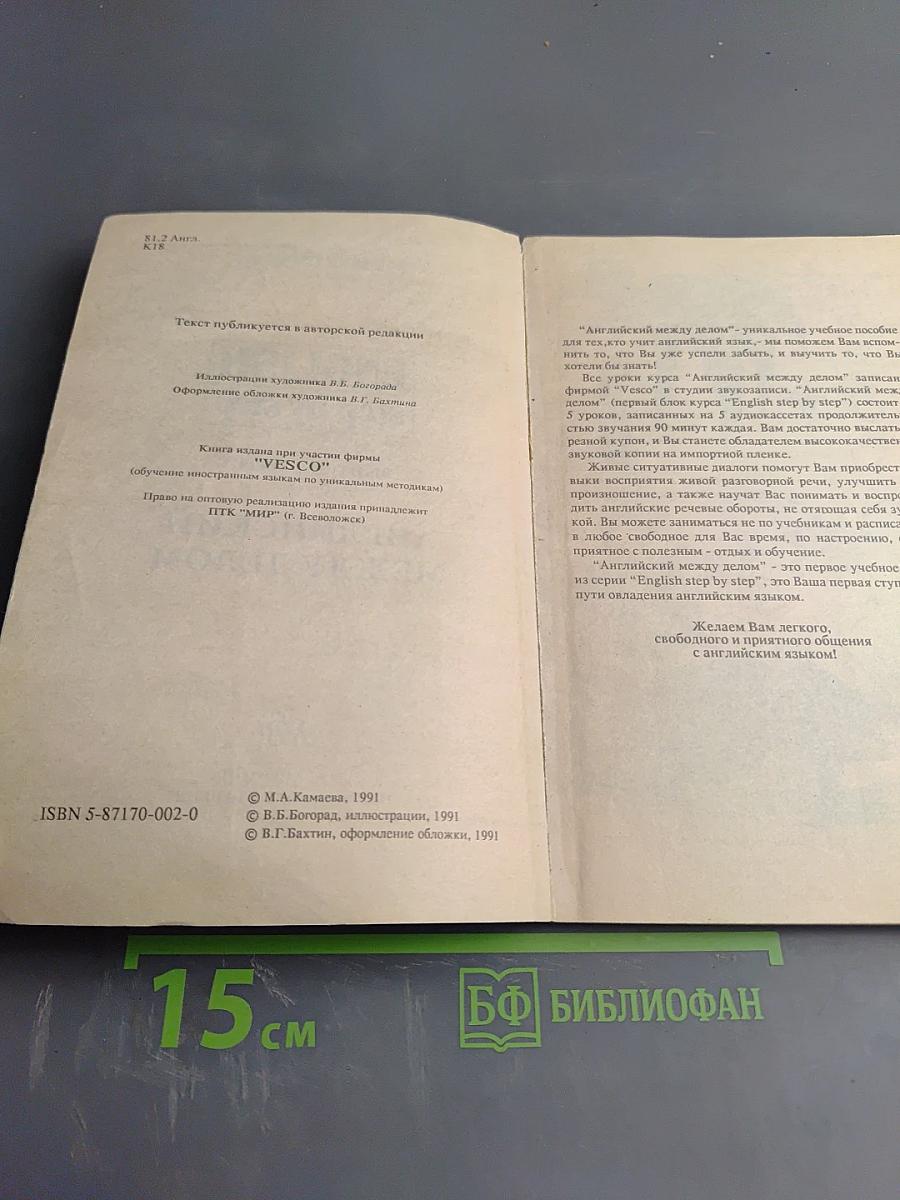 81.2 Англ.
К18
Текст публикуется в авторской редакции
Иллюстрации художника В.Б. Богорада
Оформление обложки художника В.Г. Бахтина
Книга издана при участии фирмы
"VESCO"
(обучение иностранным языкам по уникальным методикам)
Право на оптовую реализацию издания принадлежит
ПТК "МИР" (г. Всеволожск)
ISBN 5-87170-002-0
© М.А.Камаева, 1991
© В.Б.Богорад, иллюстрации, 1991
© В.Г.Бахтин, оформление обложки, 1991
"Английский между делом"- уникальное учебное пособие
для тех,кто учит английский язык,- мы поможем Вам вспом-
нить то, что Вы уже успели забыть, и выучить то, что Вы
хотели бы знать!
Все уроки курса "Английский между делом" записан
фирмой "Vesco" в студии звукозаписи. "Английский меж
делом" (первый блок курса "English step by step") состоит
5 уроков, записанных на 5 аудиокассетах продолжитель
стью звучания 90 минут каждая. Вам достаточно выслать
резной купон, и Вы станете обладателем высококачествен
звуковой копии на импортной пленке.
Живые ситуативные диалоги помогут Вам приобрест
выки восприятия живой разговорной речи, улучшить
произношение, а также научат Вас понимать и воспро
дить английские речевые обороты, не отяющая себя зу
кой. Вы можете заниматься не по учебникам и расписа
в любое свободное для Вас время, по настроению,
приятное с полезным - отдых и обучение.
"Английский между делом" - это первое учебное
из серии "English step by step", это Ваша первая ступ
пути овладения английским языком.
Желаем Вам легкого,
свободного и приятного общения
с английским языком!
15 см
БФ БИБЛИОФАН